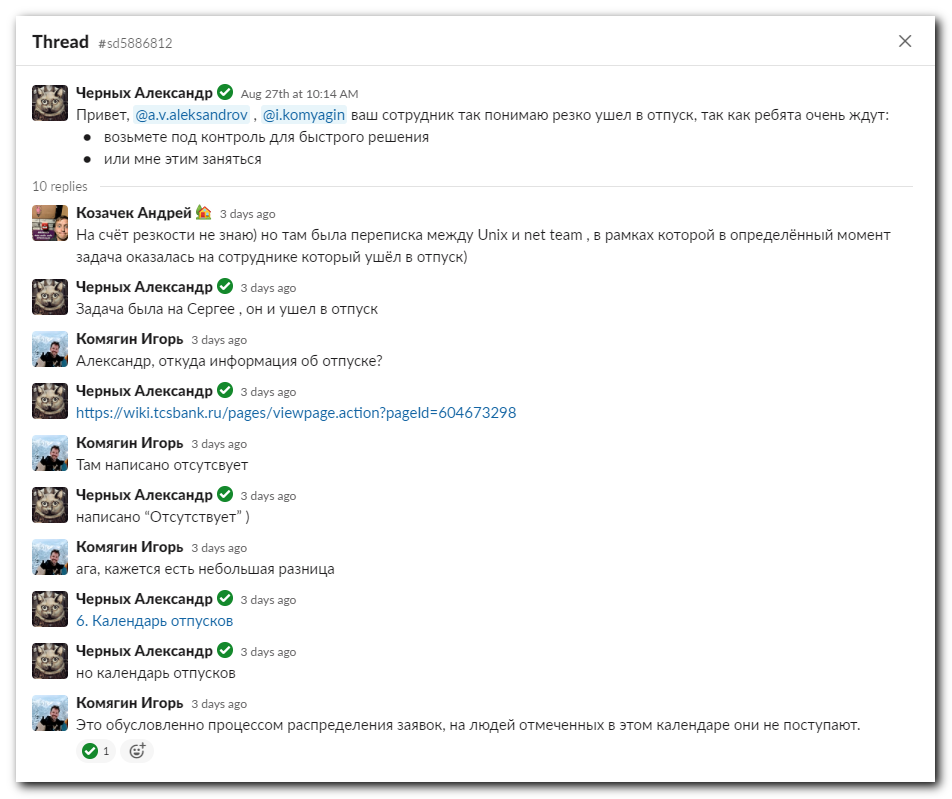 Thread #sd5886812
Черных Александр Aug 27th at 10:14 AM
Привет, @a.v.aleksandrov , @i.komyagin ваш сотрудник так понимаю резко ушел в отпуск, так как ребята очень ждут:
● возьмете под контроль для быстрого решения
● или мне этим заняться
10 replies
Козачек Андрей 3 days ago
На счёт резкости не знаю) но там была переписка между Unix и net team , в рамках которой в определённый момент
задача оказалась на сотруднике который ушёл в отпуск)
Черных Александр 3 days ago
Задача была на Сергее , он и ушел в отпуск
Комягин Игорь 3 days ago
Александр, откуда информация об отпуске?
Черных Александр 3 days ago
https://wiki.tcsbank.ru/pages/viewpage.action?pageId=604673298
Комягин Игорь 3 days ago
Там написано отсутсвует
Черных Александр 3 days ago
написано “Отсутствует” )
Комягин Игорь 3 days ago
ага, кажется есть небольшая разница
Черных Александр 3 days ago
6. Календарь отпусков
Черных Александр 3 days ago
но календарь отпусков
Комягин Игорь 3 days ago
Это обусловленно процессом распределения заявок, на людей отмеченных в этом календаре они не поступают.
1